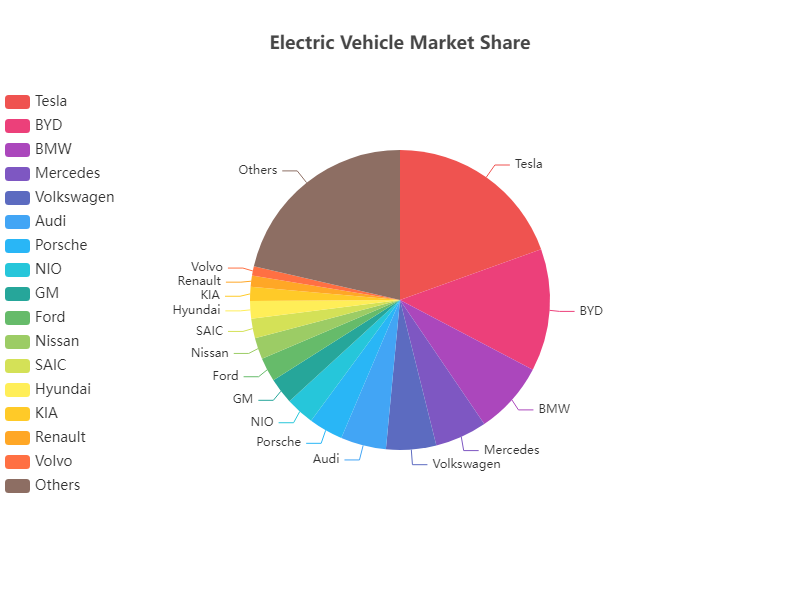 Electric Vehicle Market Share
Tesla
BYD
BMW
Mercedes
Volkswagen
Audi
Porsche
NIO
GM
Ford
Nissan
SAIC
Hyundai
KIA
Renault
Volvo
Others
Tesla
BYD
BMW
Mercedes
Volkswagen
Audi
Porsche
NIO
GM
Ford
Nissan
SAIC
Hyundai
KIA
Renault
Volvo
Others